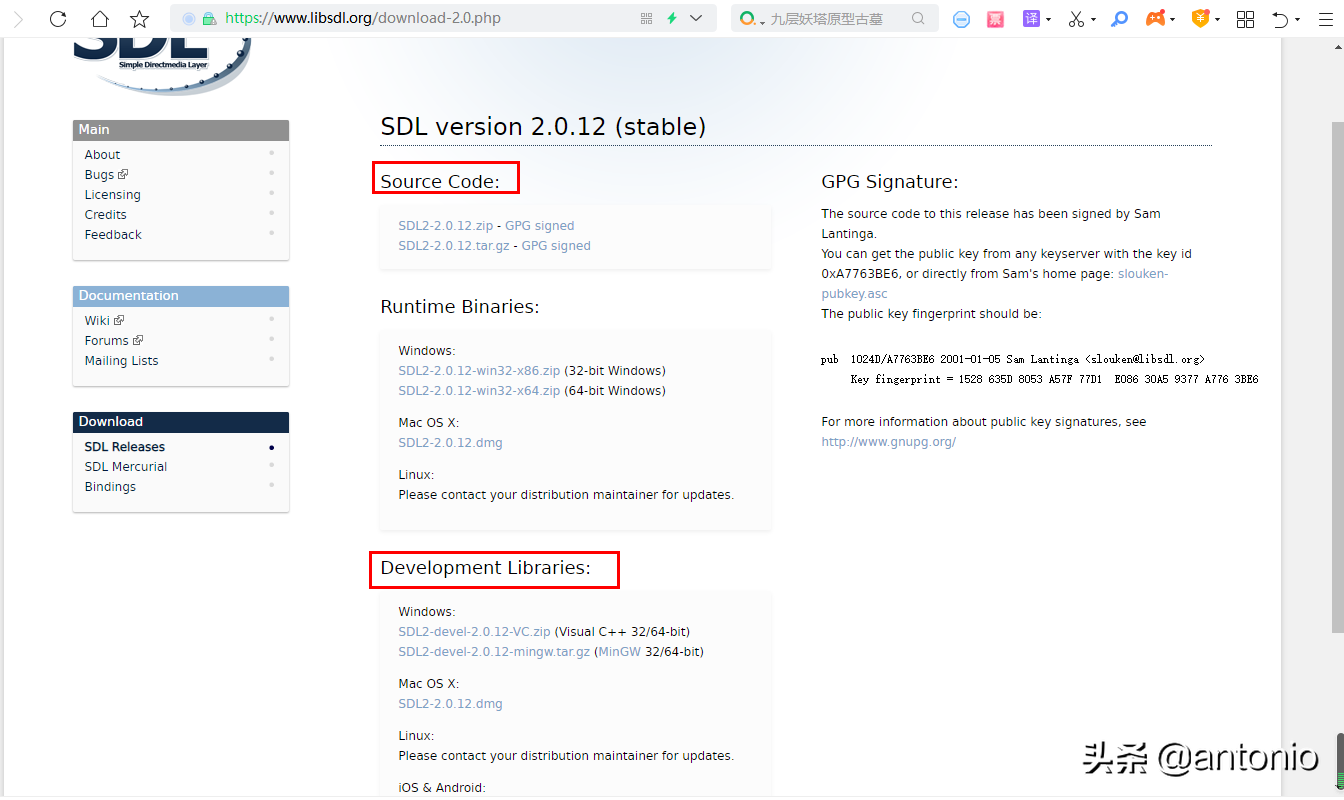 https://www.libsdl.org/download-2.0.php
九层妖塔原型古墓
票
译
SDL
Simple Directmedia Layer
Main
About
Bugs
Licensing
Credits
Feedback
Documentation
Wiki
Forums
Mailing Lists
Download
SDL Releases
SDL Mercurial
Bindings
SDL version 2.0.12 (stable)
Source Code:
SDL2-2.0.12.zip - GPG signed
SDL2-2.0.12.tar.gz - GPG signed
Runtime Binaries:
Windows:
SDL2-2.0.12-win32-x86.zip (32-bit Windows)
SDL2-2.0.12-win32-x64.zip (64-bit Windows)
Mac OS X:
SDL2-2.0.12.dmg
Linux:
Please contact your distribution maintainer for updates.
Development Libraries:
Windows:
SDL2-devel-2.0.12-VC.zip (Visual C++ 32/64-bit)
SDL2-devel-2.0.12-mingw.tar.gz (MinGW 32/64-bit)
Mac OS X:
SDL2-2.0.12.dmg
Linux:
Please contact your distribution maintainer for updates.
iOS & Android:
GPG Signature:
The source code to this release has been signed by Sam
Lantinga.
You can get the public key from any keyserver with the key id
0xA7763BE6, or directly from Sam's home page: slouken-
pubkey.asc
The public key fingerprint should be:
pub 1024D/A7763BE6 2001-01-05 Sam Lantinga <slouken@libsdl.org>
Key fingerprint = 1528 635D 8053 A57F 77D1 E086 30A5 9377 A776 3BE6
For more information about public key signatures, see
http://www.gnupg.org/
头条 @antonio